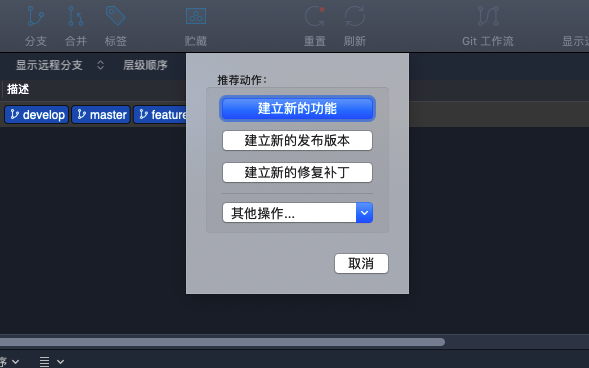 分支 合并 标签 贮藏 重置 刷新 Git 工作流 显示远
显示远程分支 层级顺序
推荐动作：
描述
建立新的功能
develop master feature
建立新的发布版本
建立新的修复补丁
其他操作...
取消
序